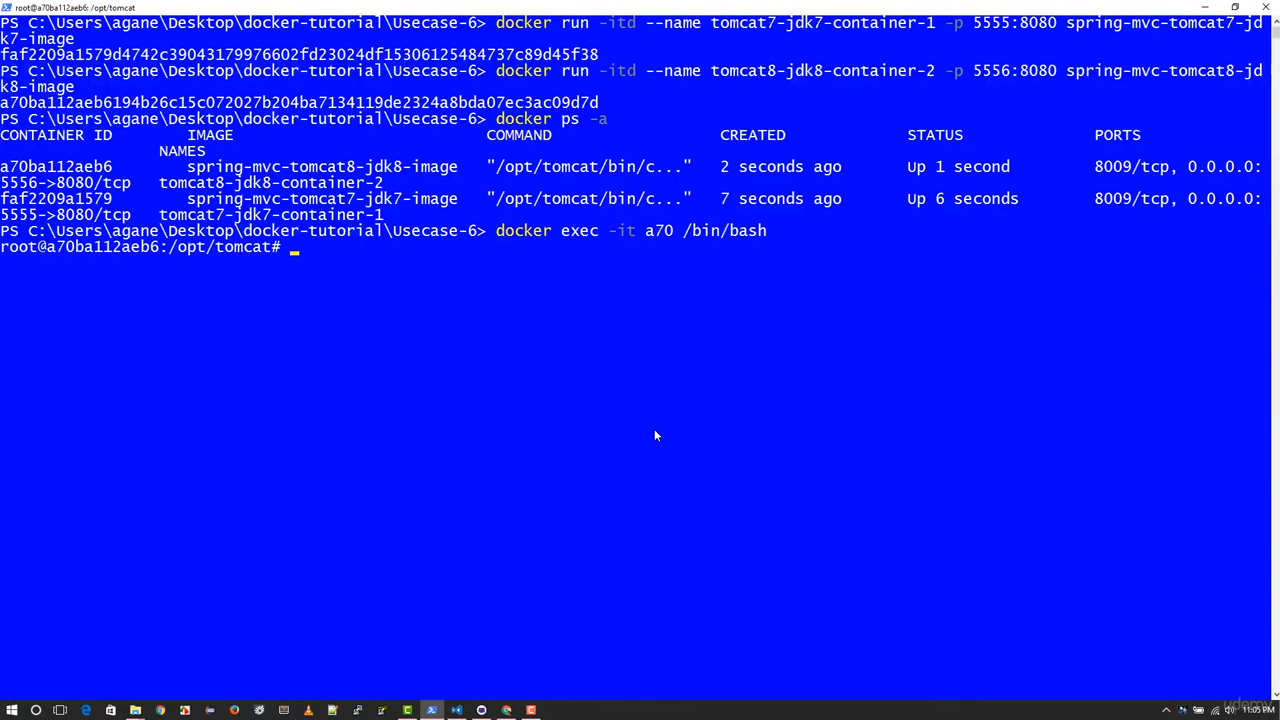 root@a70ba112aeb6: /opt/tomcat
PS C:\Users\agane\Desktop\docker-tutorial\Usecase-6> docker run -itd --name tomcat7-jdk7-container-1 -p 5555:8080 spring-mvc-tomcat7-jd
k7-image
faf2209a1579d4742c39043179976602fd23024df15306125484737c89d45f38
PS C:\Users\agane\Desktop\docker-tutorial\Usecase-6> docker run -itd --name tomcat8-jdk8-container-2 -p 5556:8080 spring-mvc-tomcat8-jd
k8-image
a70ba112aeb6194b26c15c072027b204ba7134119de2324a8bda07ec3ac09d7d
PS C:\Users\agane\Desktop\docker-tutorial\Usecase-6> docker ps -a
CONTAINER ID        IMAGE                           COMMAND                  CREATED             STATUS              PORTS
                 NAMES
a70ba112aeb6        spring-mvc-tomcat8-jdk8-image   "/opt/tomcat/bin/c..."   2 seconds ago       Up 1 second         8009/tcp, 0.0.0.0:
5556->8080/tcp   tomcat8-jdk8-container-2
faf2209a1579        spring-mvc-tomcat7-jdk7-image   "/opt/tomcat/bin/c..."   7 seconds ago       Up 6 seconds        8009/tcp, 0.0.0.0:
5555->8080/tcp   tomcat7-jdk7-container-1
PS C:\Users\agane\Desktop\docker-tutorial\Usecase-6> docker exec -it a70 /bin/bash
root@a70ba112aeb6:/opt/tomcat#
udemy
11:05 PM